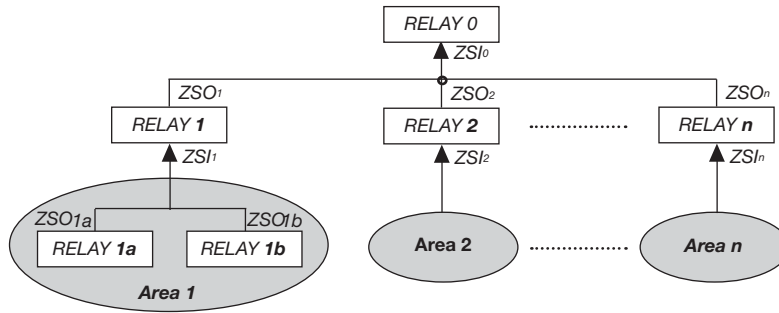 RELAY 0
ZSI0
ZSO1
ZSO2
ZSOn
RELAY 1
RELAY 2
RELAY n
ZSI1
ZSI2
ZSIn
ZSO1a
ZSO1b
RELAY 1a
RELAY 1b
Area 2
Area n
Area 1